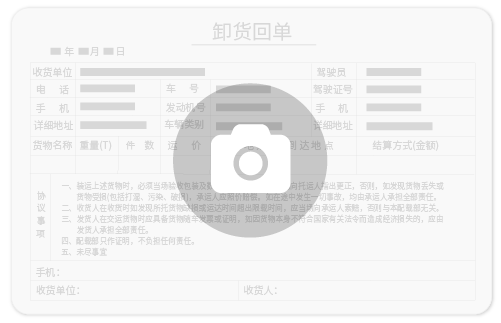 卸货回单
年 月 日
收货单位 驾驶员
电 话 车 号 驾驶证号
手 机 发动机号 手 机
详细地址 车辆类别 详细地址
货物名称 重量(T) 件 数 运 价 到达地点 结算方式(金额)
协议事项
一、装运上述货物时，必须当场验收包装及 向托运人指出更正。否则，如发现货物丢失或
货物受损(包括打湿、污染、破损)，承运人应照价赔偿。如在途中发生一切事故，均由承运人承担全部责任。
二、收货人在收货时如发现所托货物 或运达时间超出 时间，应当场向承运人索赔，否则与本配载部无关。
三、发货人在交运货物时应具备货物随车 或证明，如因货物本身不符合国家有关法令而造成经济损失的，应由
发货人承担全部责任。
四、配载部只作证明，不负担任何责任。
五、未尽事宜
手机：
收货单位： 收货人：